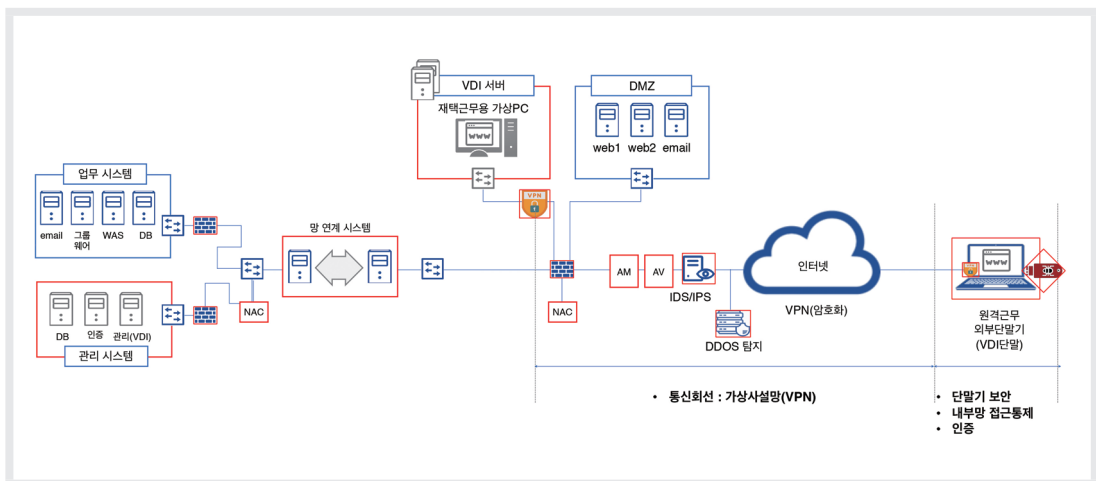 VDI 서버
재택근무용 가상PC
WWW
DMZ
web1 web2 email
VPN
업무 시스템
email 그룹웨어 WAS DB
망 연계 시스템
NAC
DB 인증 관리(VDI)
관리 시스템
NAC
AM AV
IDS/IPS
DDOS 탐지
인터넷
VPN(암호화)
WWW
원격근무
외부단말기
(VDI단말)
• 통신회선 : 가상사설망(VPN)
• 단말기 보안
• 내부망 접근통제
• 인증